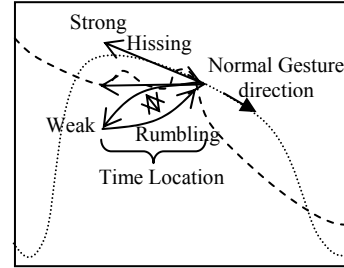 Strong
Hissing
Normal Gesture
direction
Weak
Rumbling
Time Location